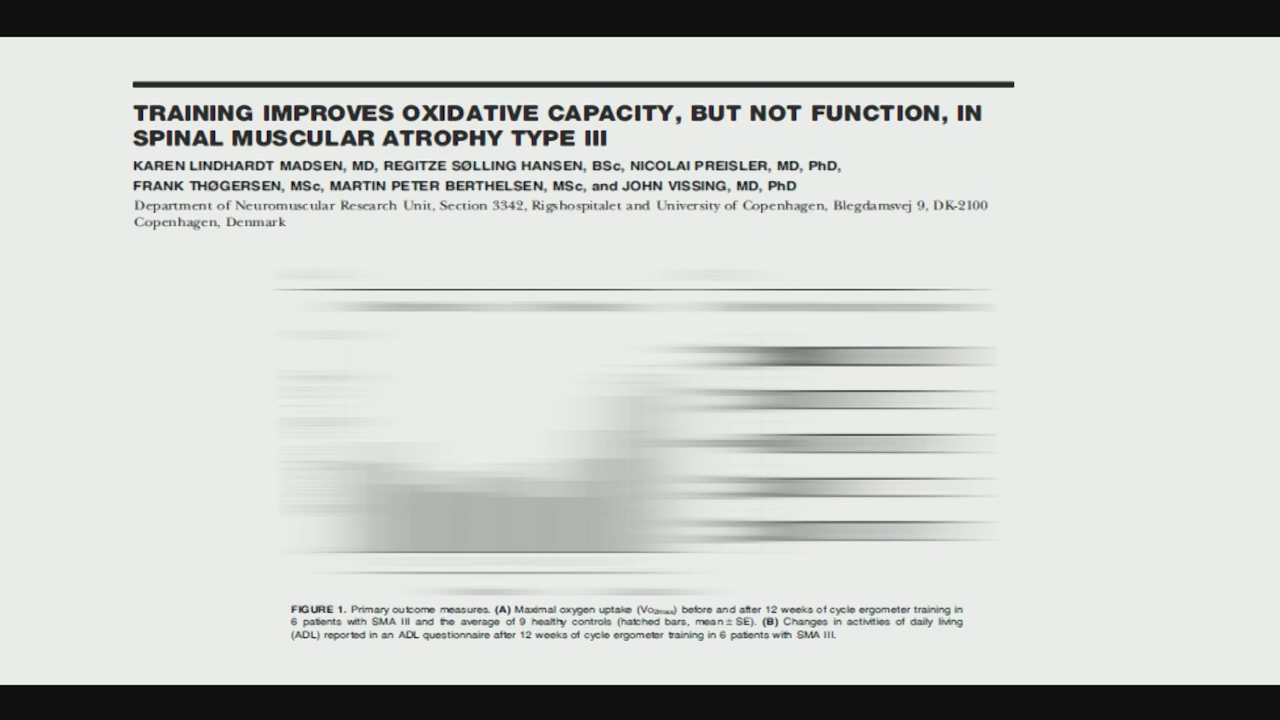 TRAINING IMPROVES OXIDATIVE CAPACITY, BUT NOT FUNCTION, IN
SPINAL MUSCULAR ATROPHY TYPE III
KAREN LINDHARDT MADSEN, MD, REGITZE SØLLING HANSEN, BSc, NICOLAI PREISLER, MD, PhD,
FRANK THØGERSEN, MSc, MARTIN PETER BERTHELSEN, MSc, and JOHN VISSING, MD, PhD
Department of Neuromuscular Research Unit, Section 3342, Rigshospitalet and University of Copenhagen, Blegdamsvej 9, DK-2100
Copenhagen, Denmark
FIGURE 1. Primary outcome measures. (A) Maximal oxygen uptake (Vo2max) before and after 12 weeks of cycle ergometer training in
6 patients with SMA III and the average of 9 healthy controls (hatched bars, mean ± SE). (B) Changes in activities of daily living
(ADL) reported in an ADL questionnaire after 12 weeks of cycle ergometer training in 6 patients with SMA III.